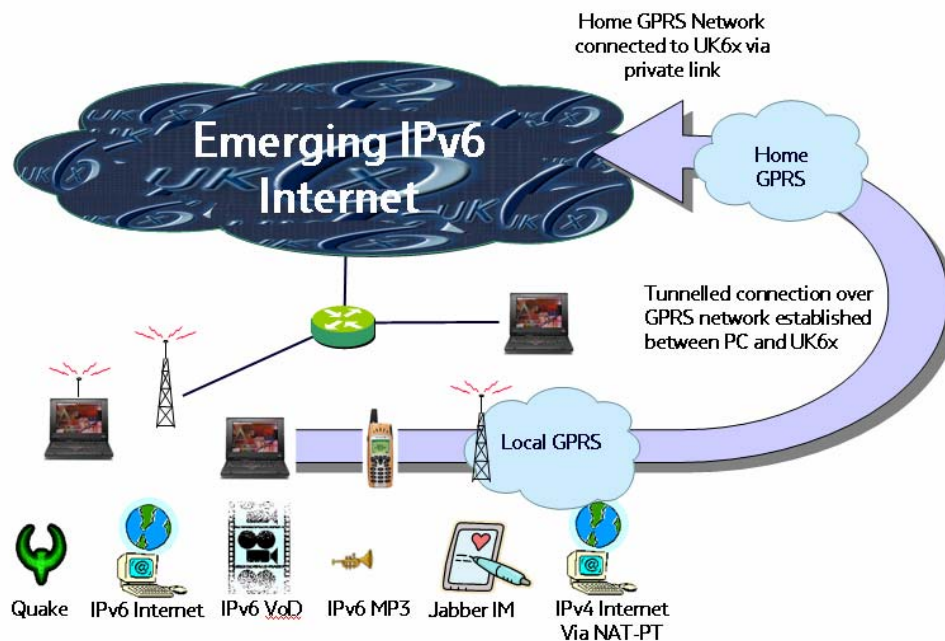 Home GPRS Network
connected to UK6x via
private link
Emerging IPv6
Internet
Home
GPRS
Tunnelled connection over
GPRS network established
between PC and UK6x
Local GPRS
Quake
IPv6 Internet
IPv6 VoD
IPv6 MP3
Jabber IM
IPv4 Internet
Via NAT-PT